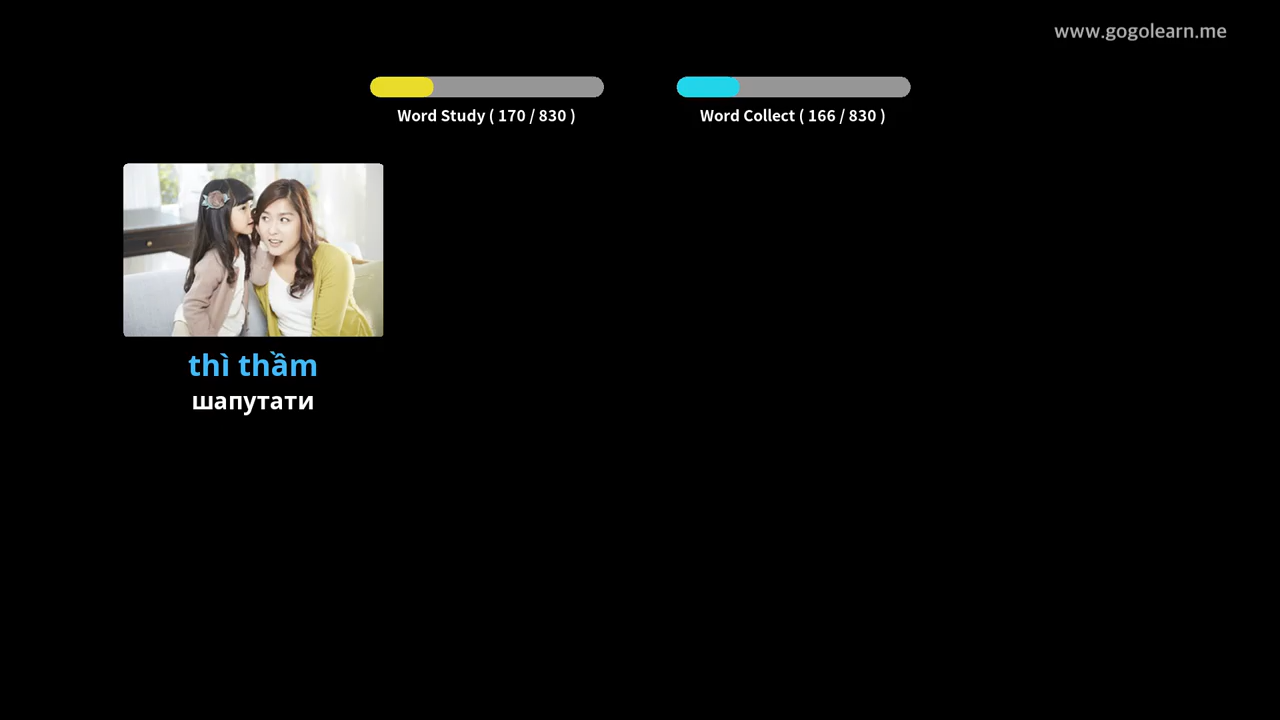 www.gogolearn.me
Word Study ( 170 / 830 )
Word Collect ( 166 / 830 )
thì thầm
шапутати